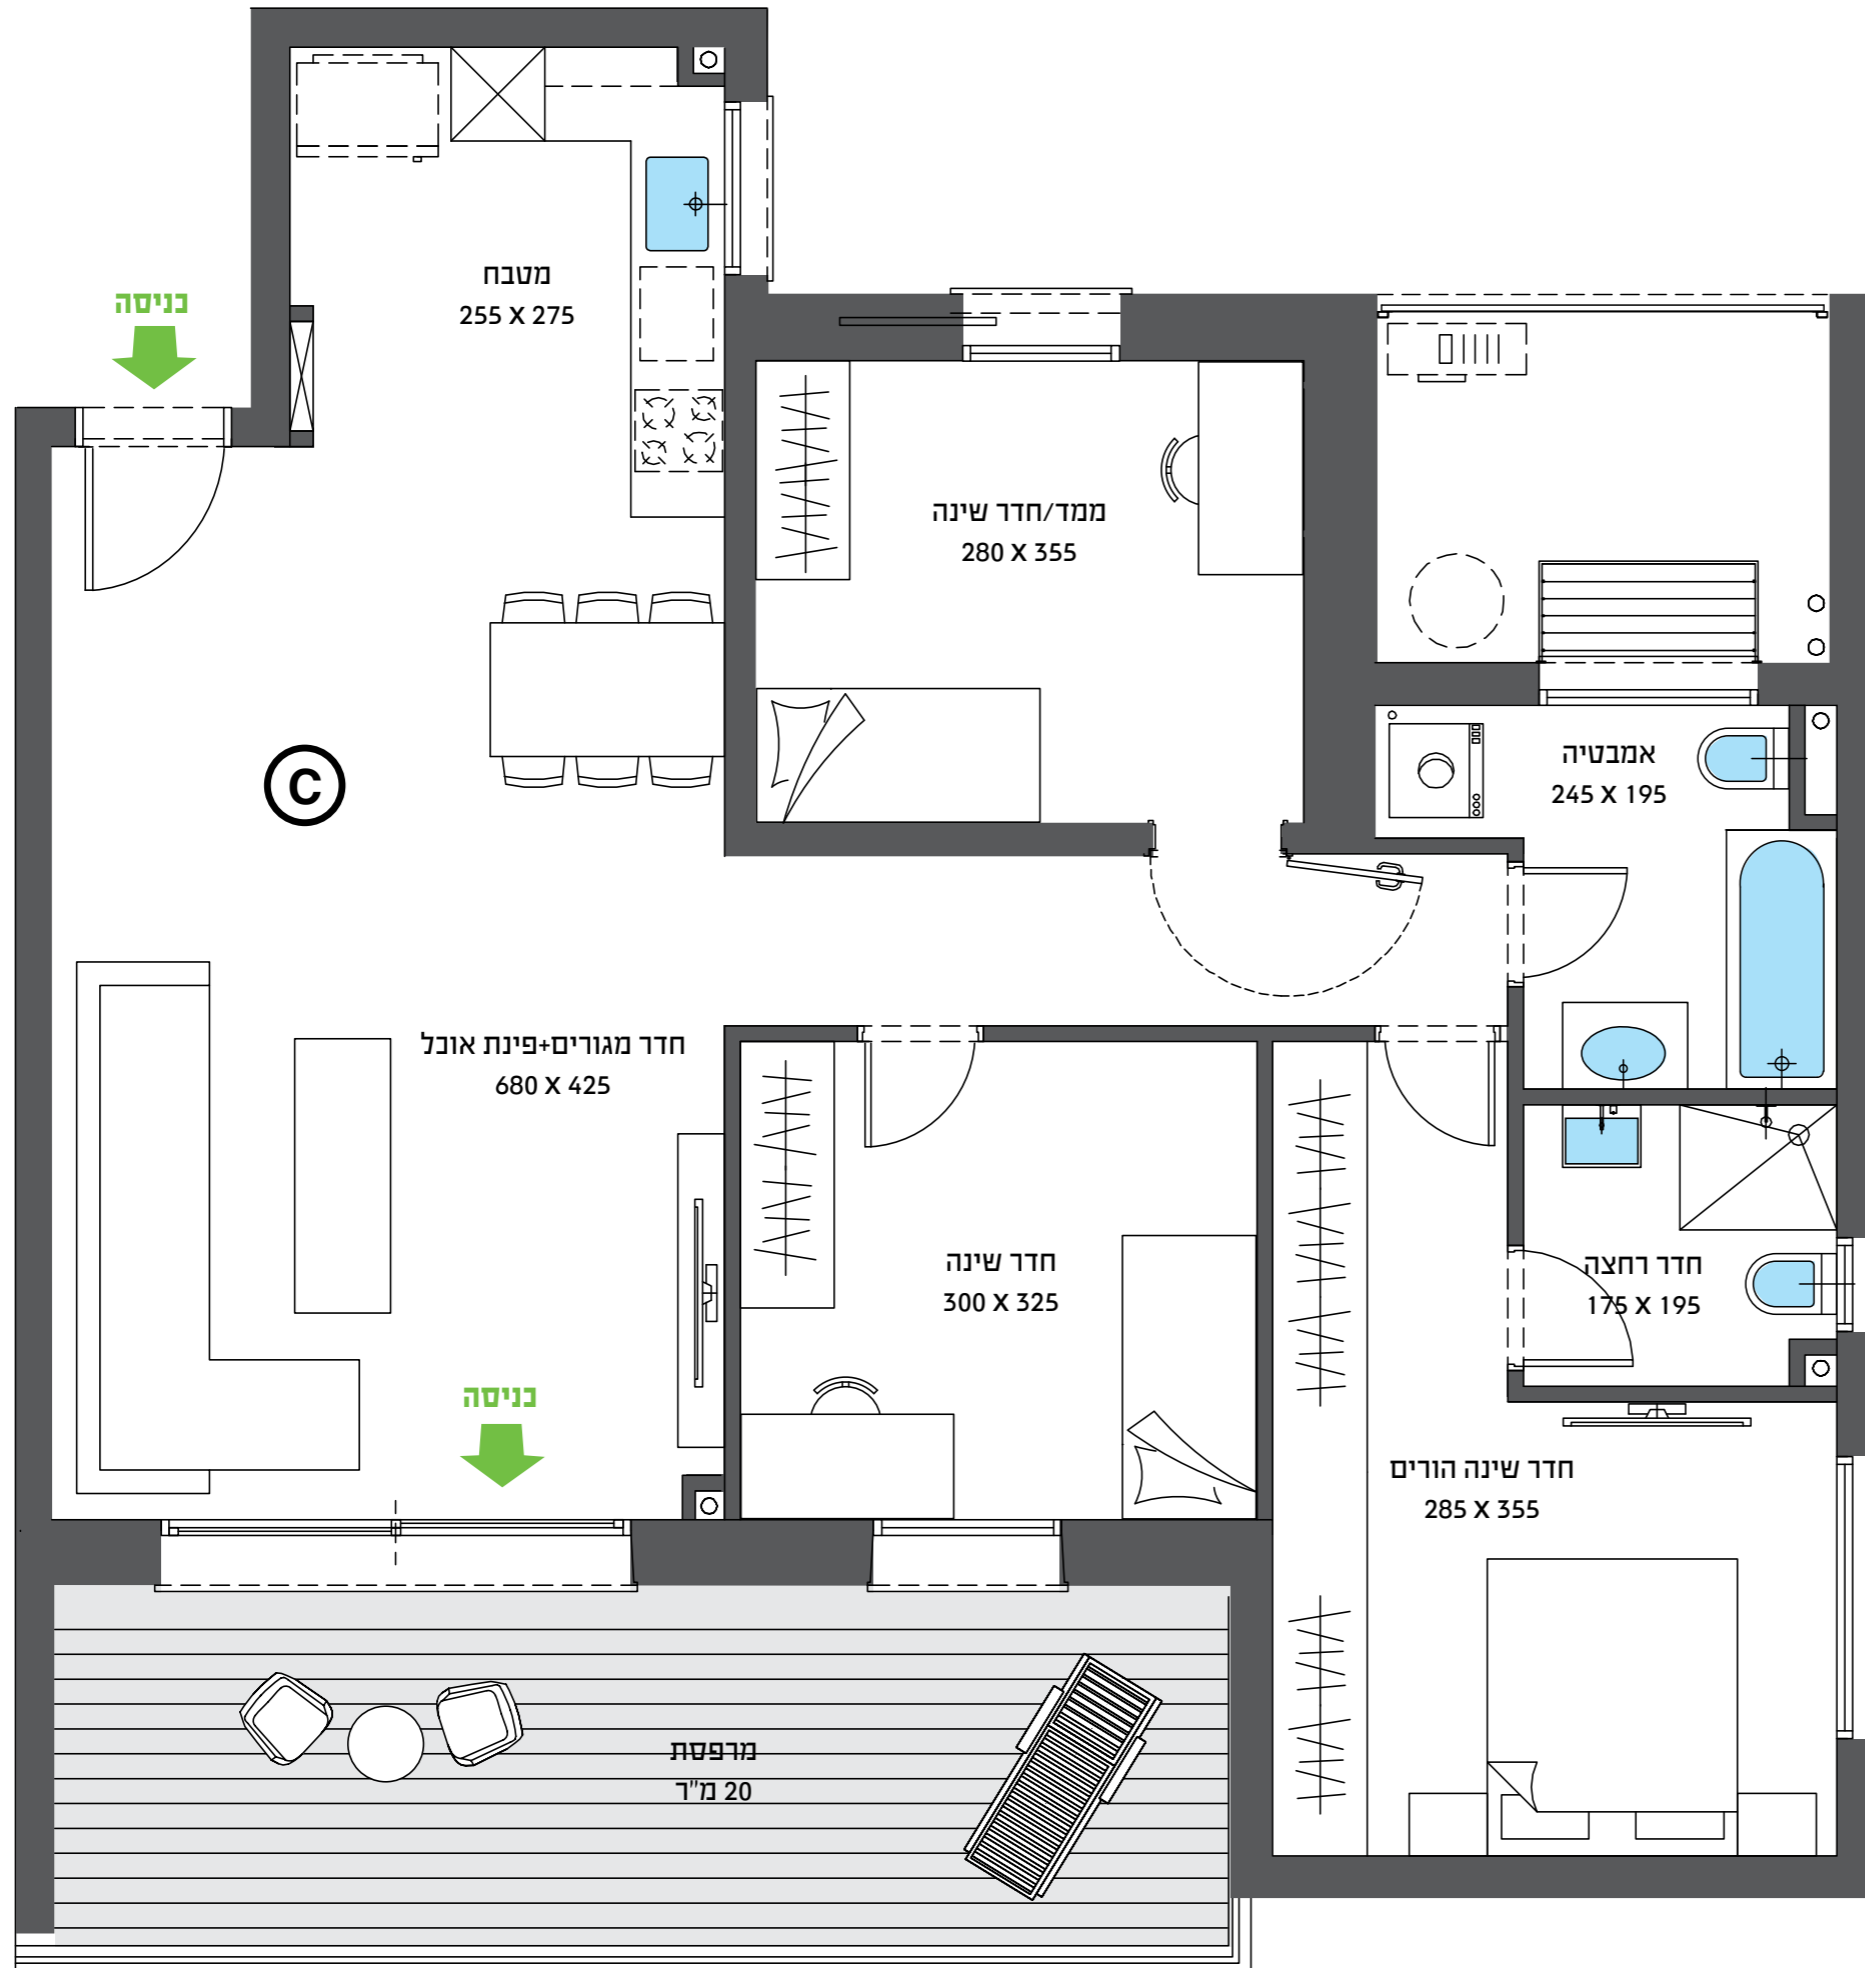 מטבח
255 X 275
כניסה
ממד/חדר שינה
280 X 355
אמבטיה
245 X 195
C
חדר מגורים+פינת אוכל
680 X 425
חדר שינה
300 X 325
חדר רחצה
175 X 195
כניסה
חדר שינה הורים
285 X 355
מרפסת
20 מ"ר